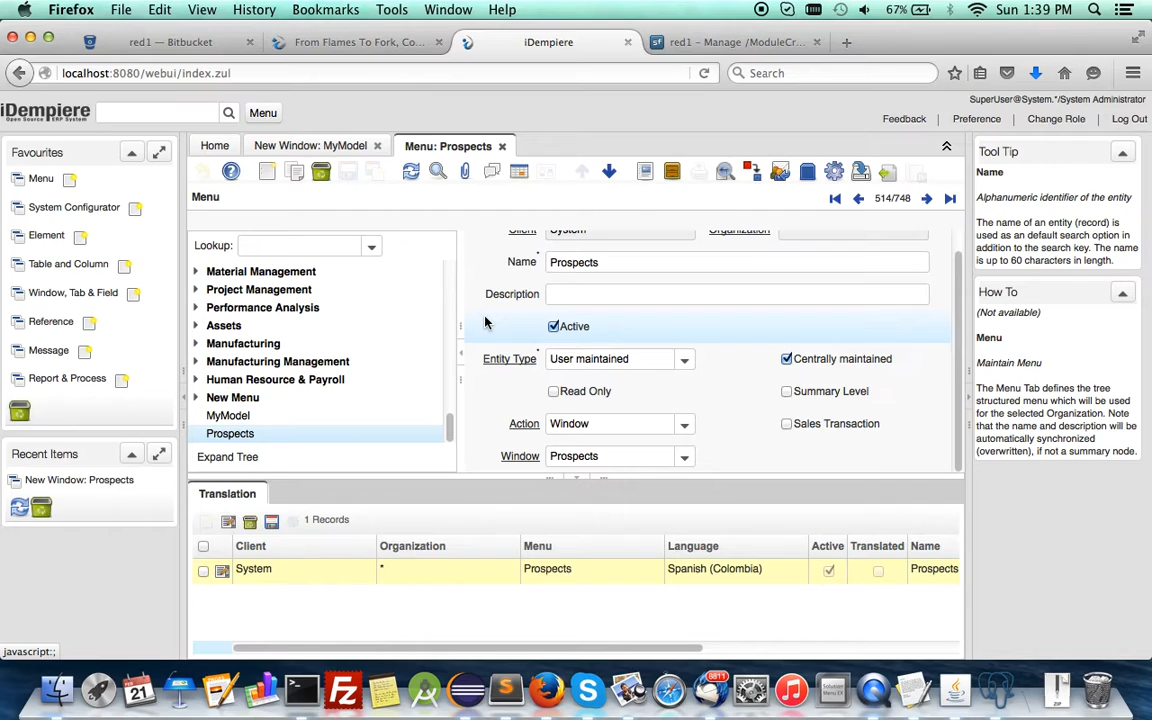 Firefox File Edit View History Bookmarks Tools Window Help 67% Sun 1:39 PM
red1 — Bitbucket × From Flames To Fork, Co... × iDempiere × red1 - Manage /ModuleCr... × +
localhost:8080/webui/index.zul Search
iDempiere Menu
OPEN SOURCE ERP SYSTEM
SuperUser@System.*/System Administrator
Feedback Preference Change Role Log Out
Favourites
Menu
System Configurator
Element
Table and Column
Window, Tab & Field
Reference
Message
Report & Process
Recent Items
New Window: Prospects
javascript:;
Home New Window: MyModel × Menu: Prospects ×
Menu 514/748
Lookup:
Material Management
Project Management
Performance Analysis
Assets
Manufacturing
Manufacturing Management
Human Resource & Payroll
New Menu
MyModel
Prospects
Expand Tree
Client System Organization
Name Prospects
Description
Active
Entity Type User maintained Centrally maintained
Read Only Summary Level
Action Window Sales Transaction
Window Prospects
Translation
1 Records
Client Organization Menu Language Active Translated Name
System * Prospects Spanish (Colombia) Prospects
Tool Tip
Name
Alphanumeric identifier of the entity
The name of an entity (record) is
used as an default search option in
addition to the search key. The name
is up to 60 characters in length.
How To
(Not available)
Menu
Maintain Menu
The Menu Tab defines the tree
structured menu which will be
used for the selected Organization. Note
that the name and description will be
automatically synchronized
(overwritten), if not a summary node.
FEB
21
8811
ZIP